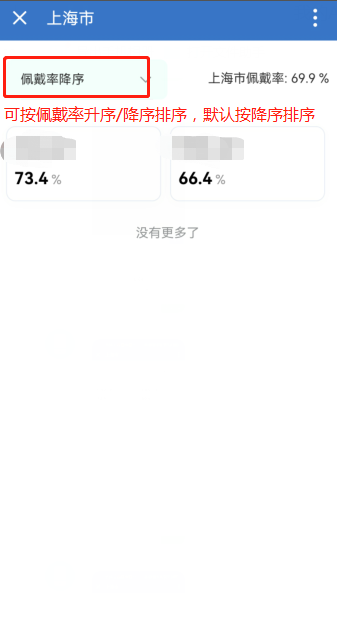 上海市
佩戴率降序
上海市佩戴率: 69.9 %
可按佩戴率升序/降序排序，默认按降序排序
73.4 %
66.4 %
没有更多了